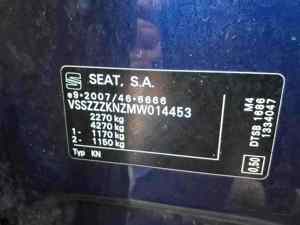 SEAT, S.A.
e9*2007/46*6666
VSSZZZKNZMW014453
2270 kg
4270 kg
1- 1170 kg
2- 1150 kg
Typ KN
M4
DTSB 1686
1334047
0,50